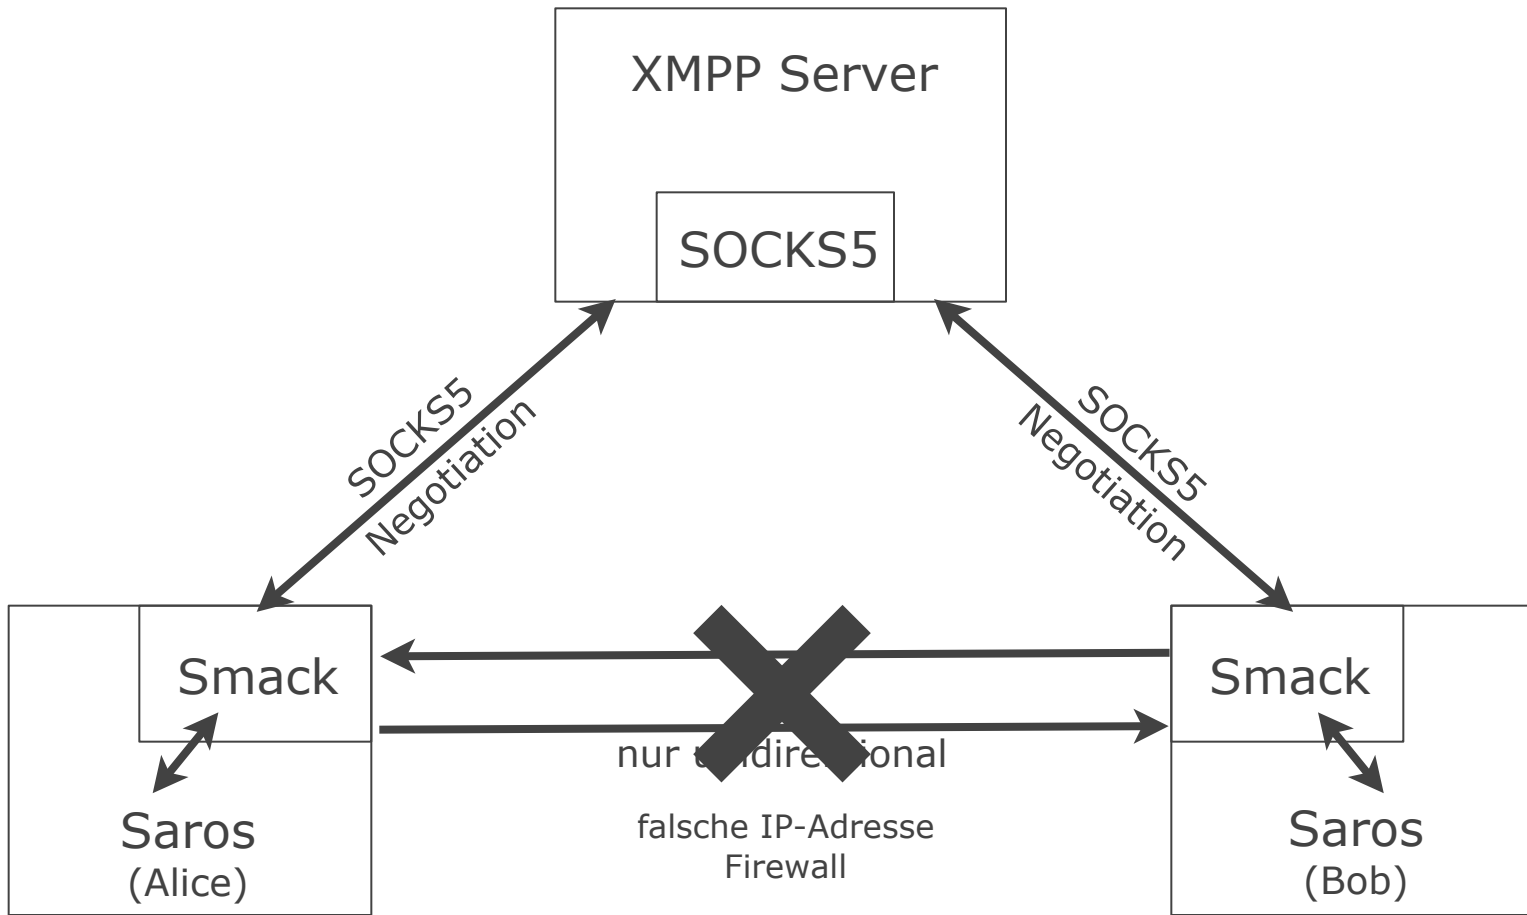 XMPP Server
SOCKS5
SOCKS5
Negotiation
SOCKS5
Negotiation
Smack
Smack
nur
falsche IP-Adresse
Firewall
Saros
(Alice)
Saros
(Bob)